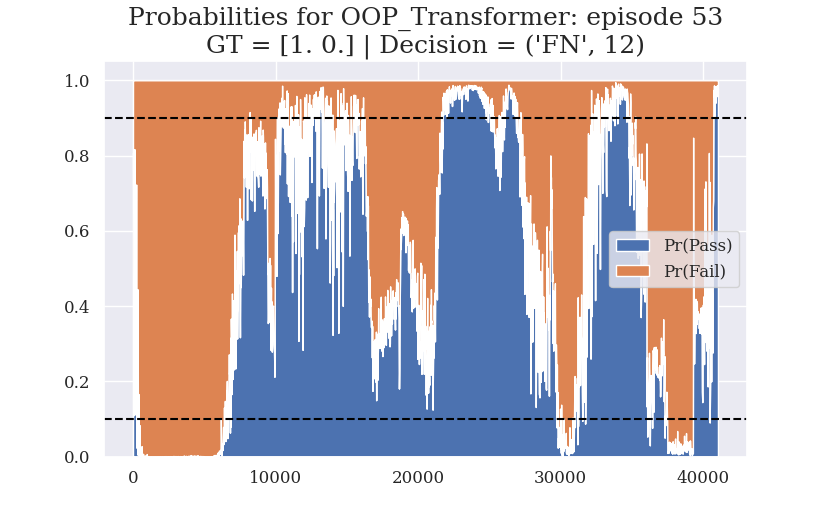 Probabilities for OOP_Transformer: episode 53
GT = [1. 0.] | Decision = ('FN', 12)
1.0
0.8
0.6
0.4
0.2
0.0
Pr(Pass)
Pr(Fail)
0
10000
20000
30000
40000